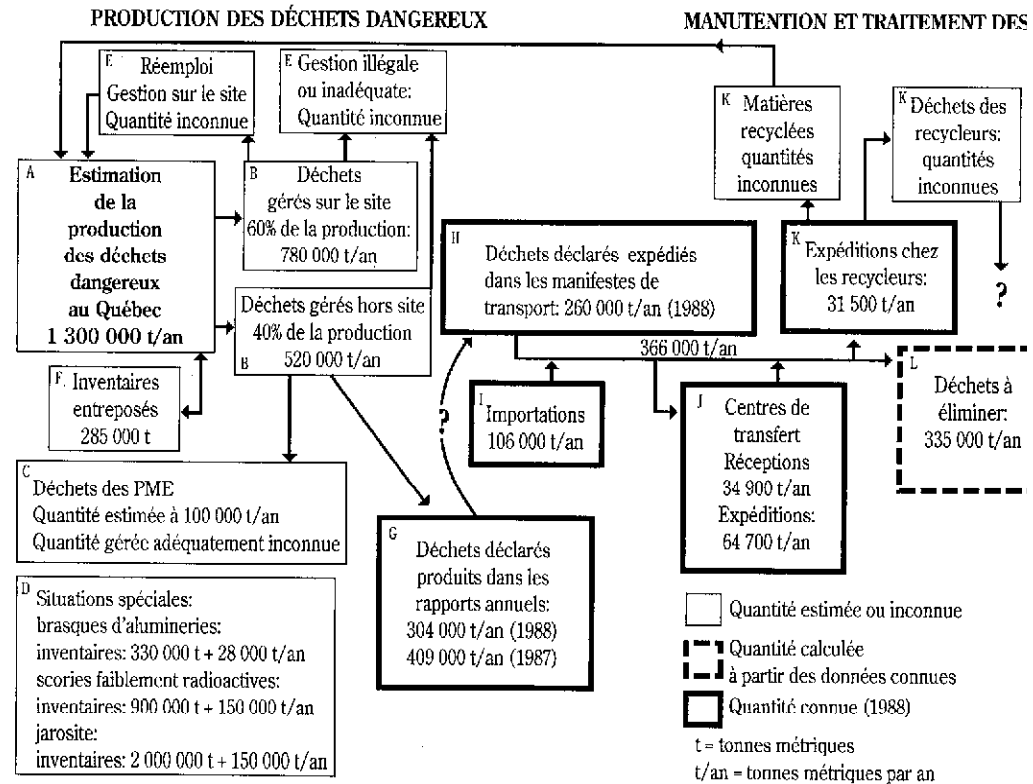 PRODUCTION DES DÉCHETS DANGEREUX
MANUTENTION ET TRAITEMENT DES
E Réemploi
Gestion sur le site
Quantité inconnue
E Gestion illégale
ou inadéquate:
Quantité inconnue
K Matières
recyclées
quantités
inconnues
K Déchets des
recycleurs:
quantités
inconnues
A Estimation
de la
production
des déchets
dangereux
au Québec
1 300 000 t/an
B Déchets
gérés sur le site
60% de la production:
780 000 t/an
Déchets gérés hors site
40% de la production
B 520 000 t/an
H Déchets déclarés expédiés
dans les manifestes de
transport: 260 000 t/an (1988)
K Expéditions chez
les recycleurs:
31 500 t/an
?
366 000 t/an
F Inventaires
entreposés
285 000 t
?
I Importations
106 000 t/an
J Centres de
transfert
Réceptions
34 900 t/an
Expéditions:
64 700 t/an
L Déchets à
éliminer:
335 000 t/an
C
Déchets des PME
Quantité estimée à 100 000 t/an
Quantité gérée adéquatement inconnue
G Déchets déclarés
produits dans les
rapports annuels:
304 000 t/an (1988)
409 000 t/an (1987)
D Situations spéciales:
brasques d'alumineries:
inventaires: 330 000 t + 28 000 t/an
scories faiblement radioactives:
inventaires: 900 000 t + 150 000 t/an
jarosite:
inventaires: 2 000 000 t + 150 000 t/an
Quantité estimée ou inconnue
Quantité calculée
à partir des données connues
Quantité connue (1988)
t = tonnes métriques
t/an = tonnes métriques par an